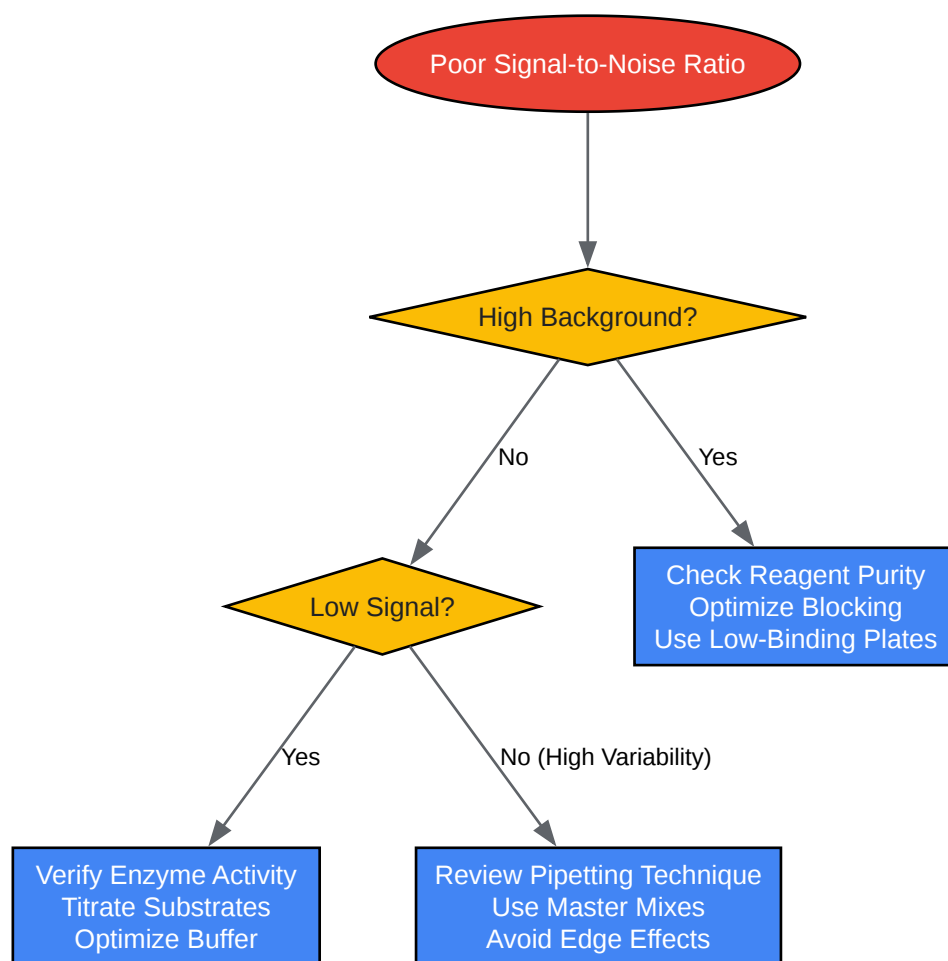 Poor Signal-to-Noise Ratio
High Background?
No
Yes
Check Reagent Purity
Optimize Blocking
Use Low-Binding Plates
Low Signal?
Yes
No (High Variability)
Verify Enzyme Activity
Titrate Substrates
Optimize Buffer
Review Pipetting Technique
Use Master Mixes
Avoid Edge Effects